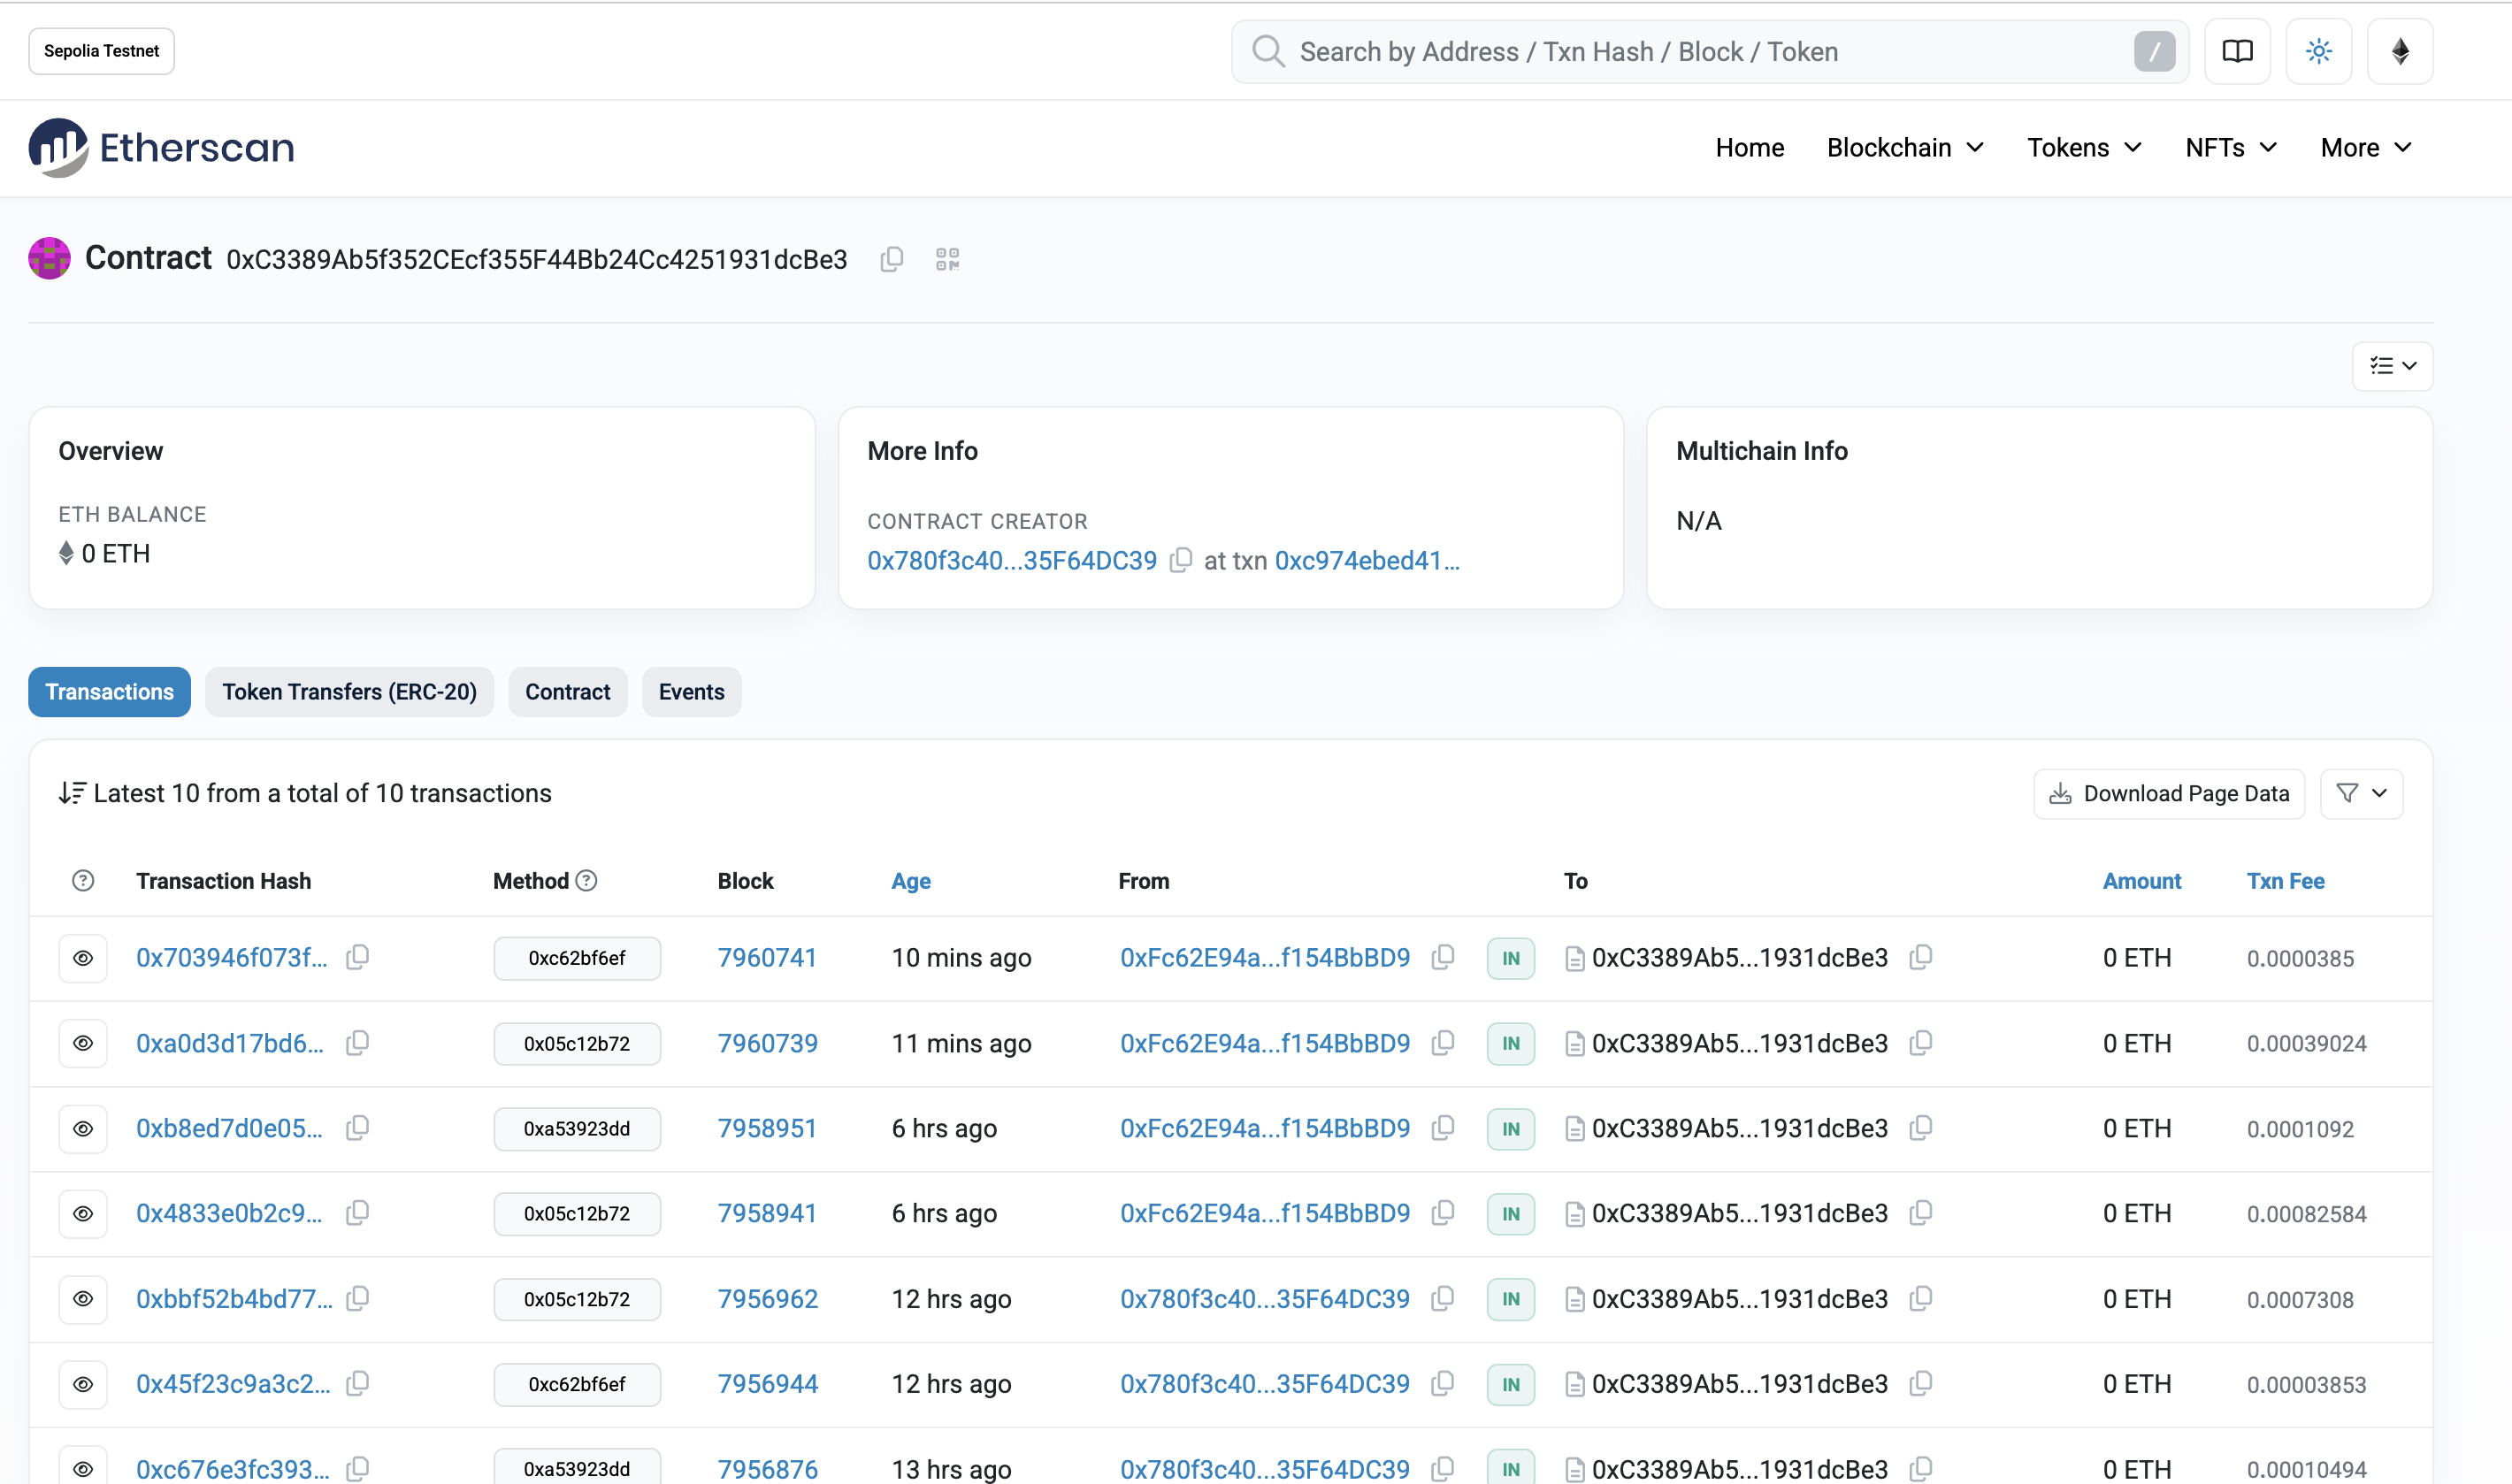 Sepolia Testnet
Search by Address / Txn Hash / Block / Token /
Etherscan
Home Blockchain Tokens NFTs More
Contract 0xC3389Ab5f352CEcf355F44Bb24Cc4251931dcBe3
Overview
ETH BALANCE
0 ETH
More Info
CONTRACT CREATOR
0x780f3c40...35F64DC39 at txn 0xc974ebed41...
Multichain Info
N/A
Transactions Token Transfers (ERC-20) Contract Events
Latest 10 from a total of 10 transactions Download Page Data
? Transaction Hash Method ? Block Age From To Amount Txn Fee
0x703946f073f... 0xc62bf6ef 7960741 10 mins ago 0xFc62E94a...f154BbBD9 IN 0xC3389Ab5...1931dcBe3 0 ETH 0.0000385
0xa0d3d17bd6... 0x05c12b72 7960739 11 mins ago 0xFc62E94a...f154BbBD9 IN 0xC3389Ab5...1931dcBe3 0 ETH 0.00039024
0xb8ed7d0e05... 0xa53923dd 7958951 6 hrs ago 0xFc62E94a...f154BbBD9 IN 0xC3389Ab5...1931dcBe3 0 ETH 0.0001092
0x4833e0b2c9... 0x05c12b72 7958941 6 hrs ago 0xFc62E94a...f154BbBD9 IN 0xC3389Ab5...1931dcBe3 0 ETH 0.00082584
0xbbf52b4bd77... 0x05c12b72 7956962 12 hrs ago 0x780f3c40...35F64DC39 IN 0xC3389Ab5...1931dcBe3 0 ETH 0.0007308
0x45f23c9a3c2... 0xc62bf6ef 7956944 12 hrs ago 0x780f3c40...35F64DC39 IN 0xC3389Ab5...1931dcBe3 0 ETH 0.00003853
0xc676e3fc393... 0xa53923dd 7956876 13 hrs ago 0x780f3c40...35F64DC39 IN 0xC3389Ab5...1931dcBe3 0 ETH 0.00010494